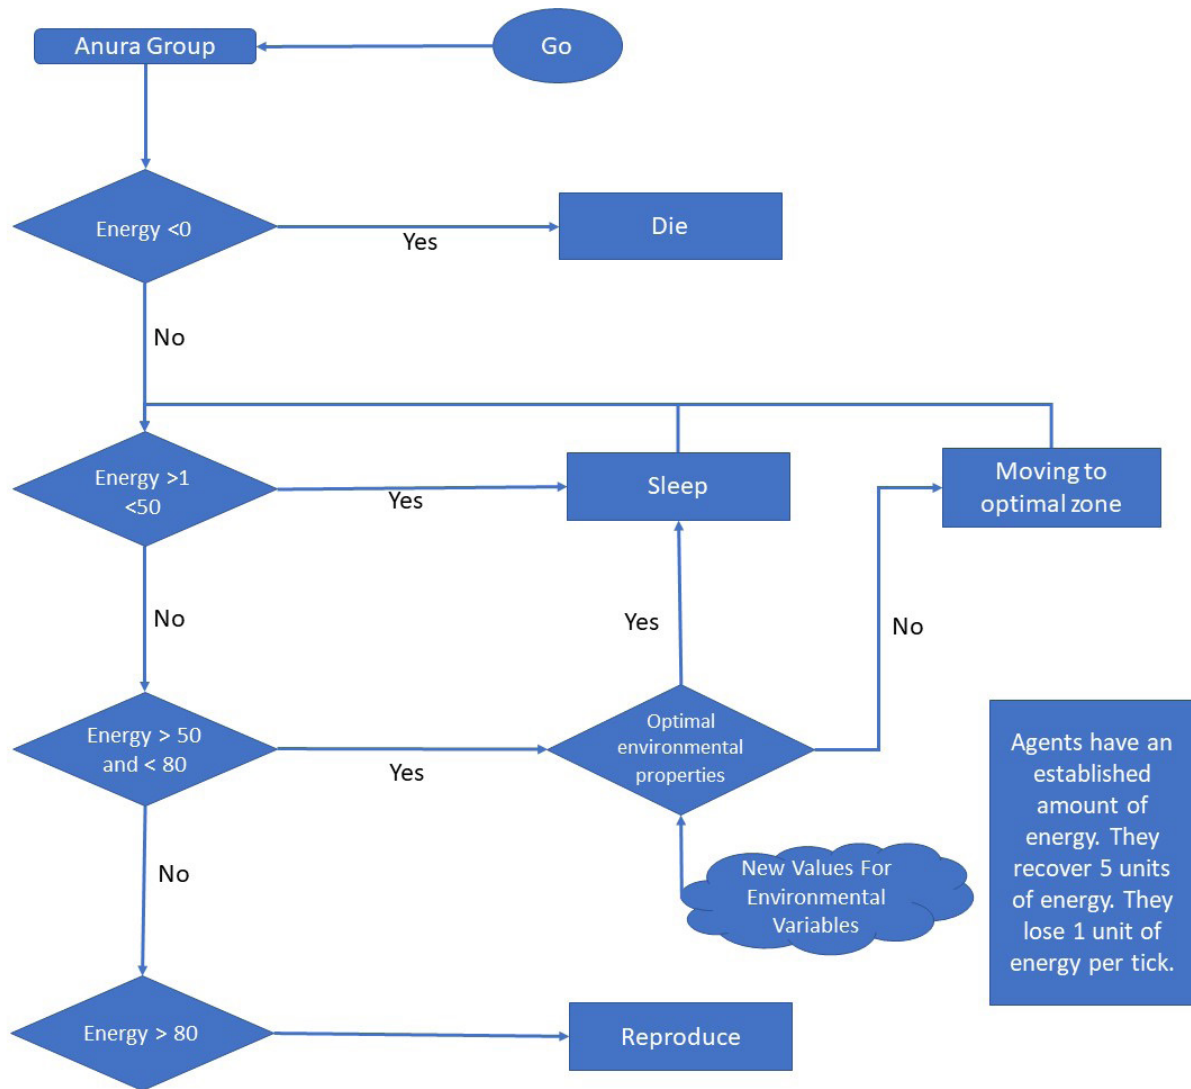 Anura Group
Go
Energy <0
Yes
Die
No
Energy >1
<50
Yes
Sleep
Moving to
optimal zone
No
Yes
No
Energy > 50
and < 80
Yes
Optimal
environmental
properties
No
New Values For
Environmental
Variables
Agents have an
established
amount of
energy. They
recover 5 units
of energy. They
lose 1 unit of
energy per tick.
Energy > 80
Reproduce